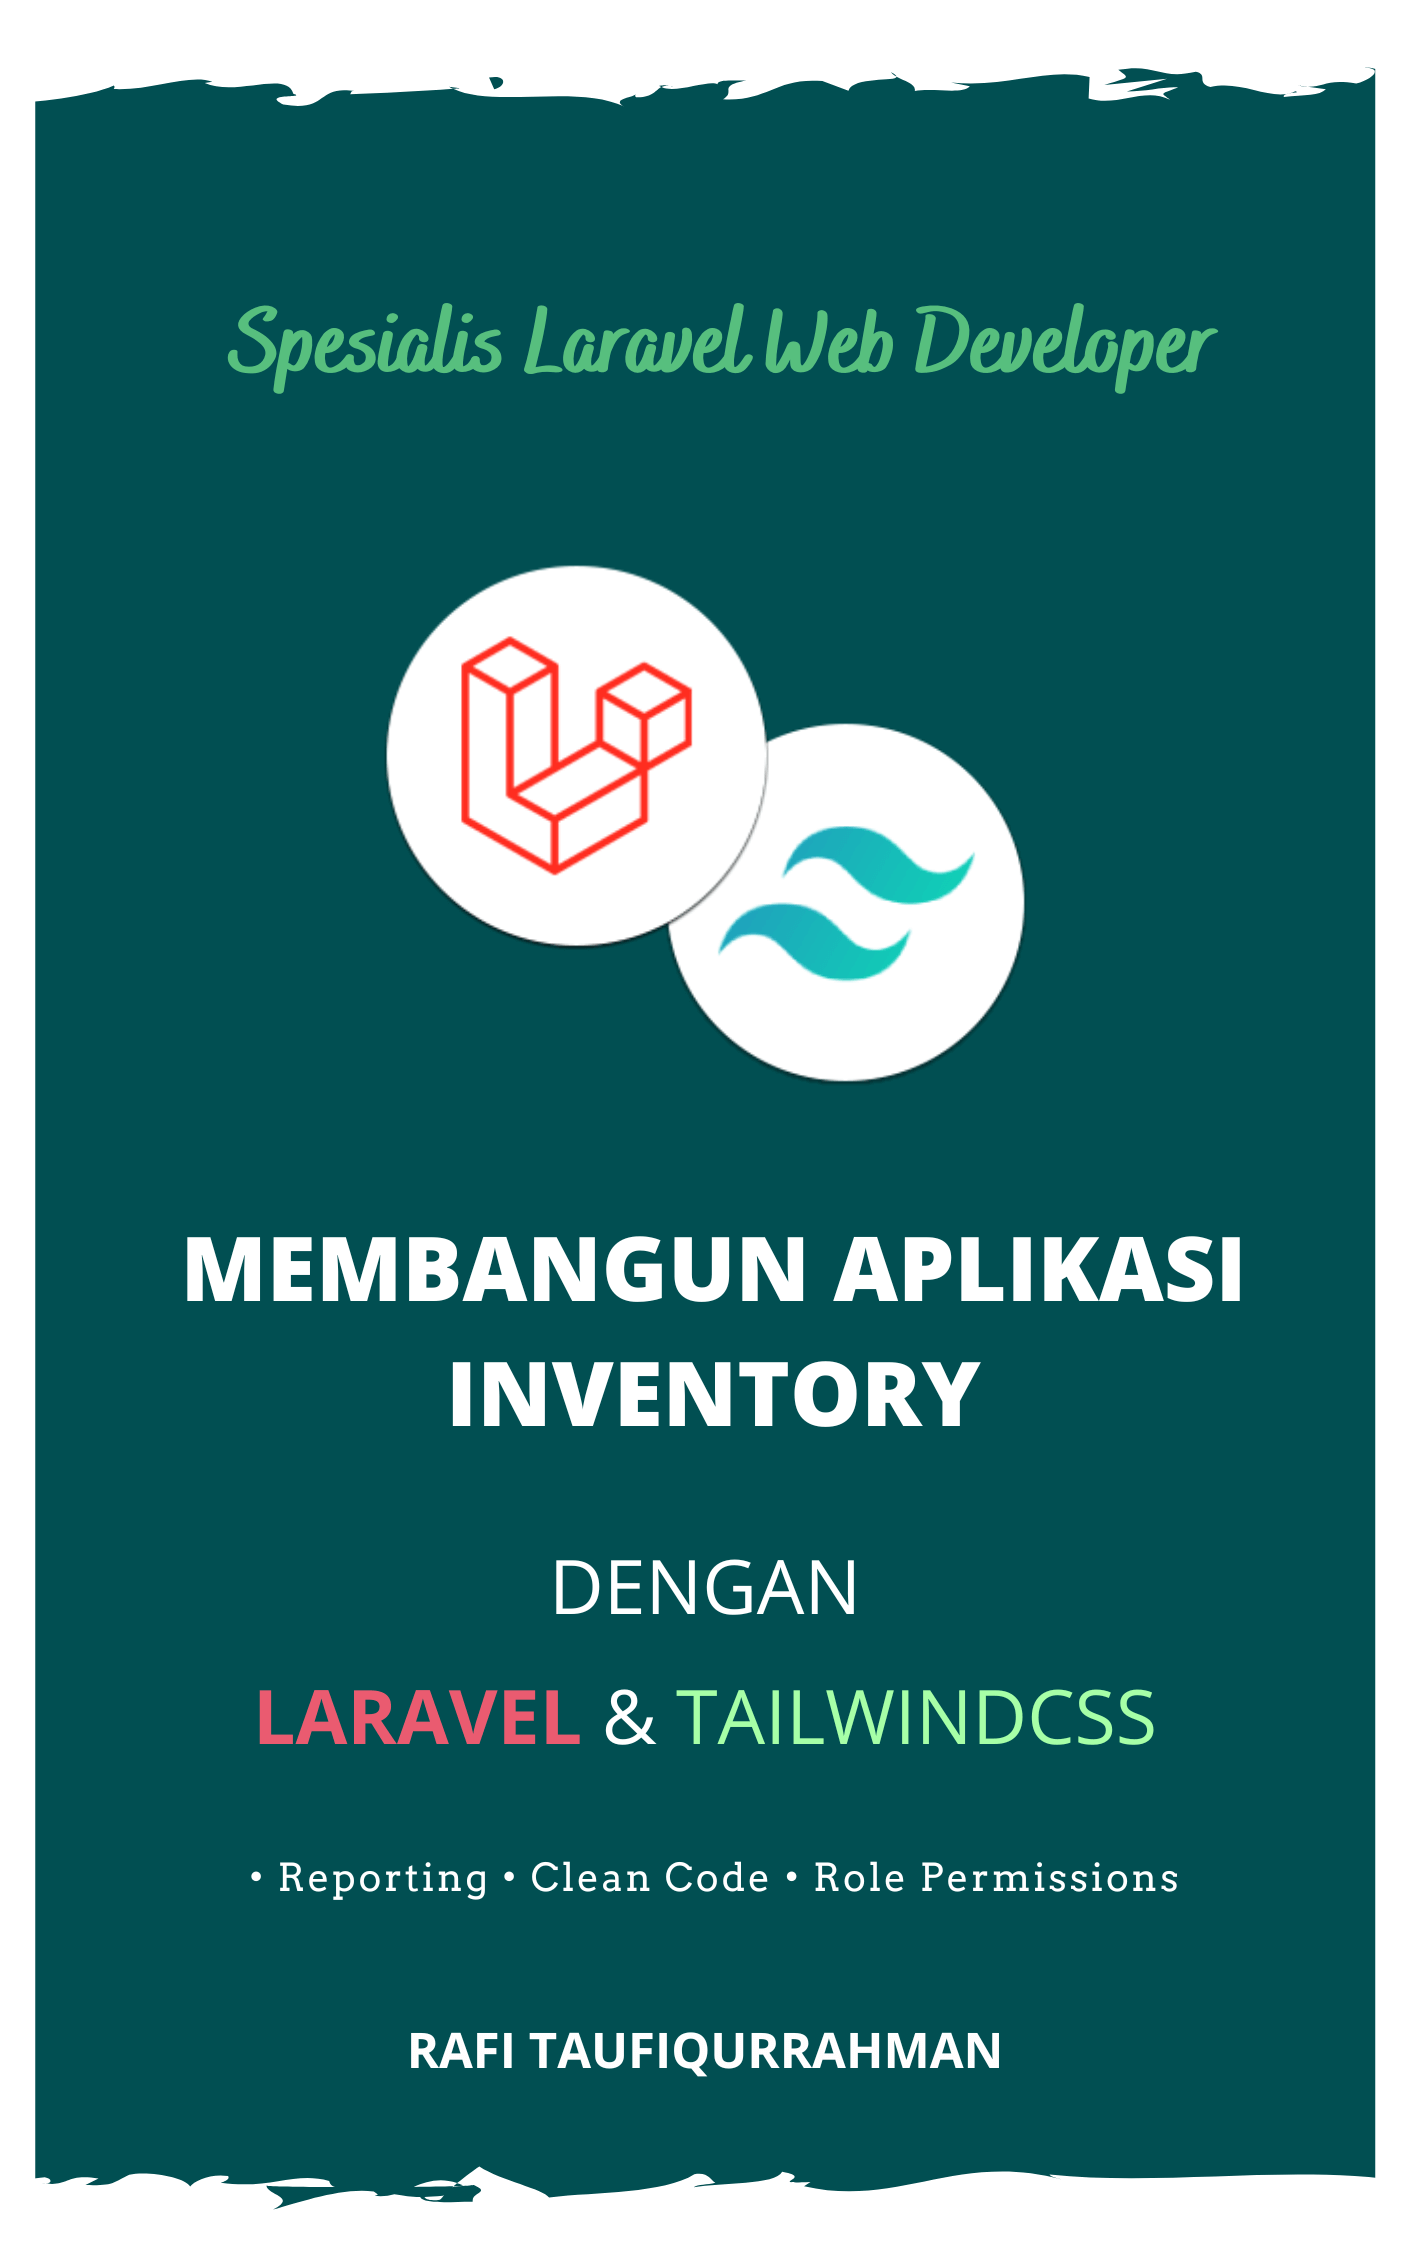 Spesialis Laravel Web Developer
MEMBANGUN APLIKASI
INVENTORY
DENGAN
LARAVEL & TAILWINDCSS
• Reporting • Clean Code • Role Permissions
RAFI TAUFIQURRAHMAN